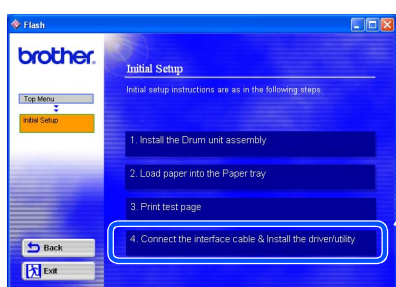 Flash
brother.
Initial Setup
Initial setup instructions are as in the following steps.
Top Menu
Initial Setup
1. Install the Drum unit assembly
2. Load paper into the Paper tray
3. Print test page
4. Connect the interface cable & Install the driver/utility
Back
Exit